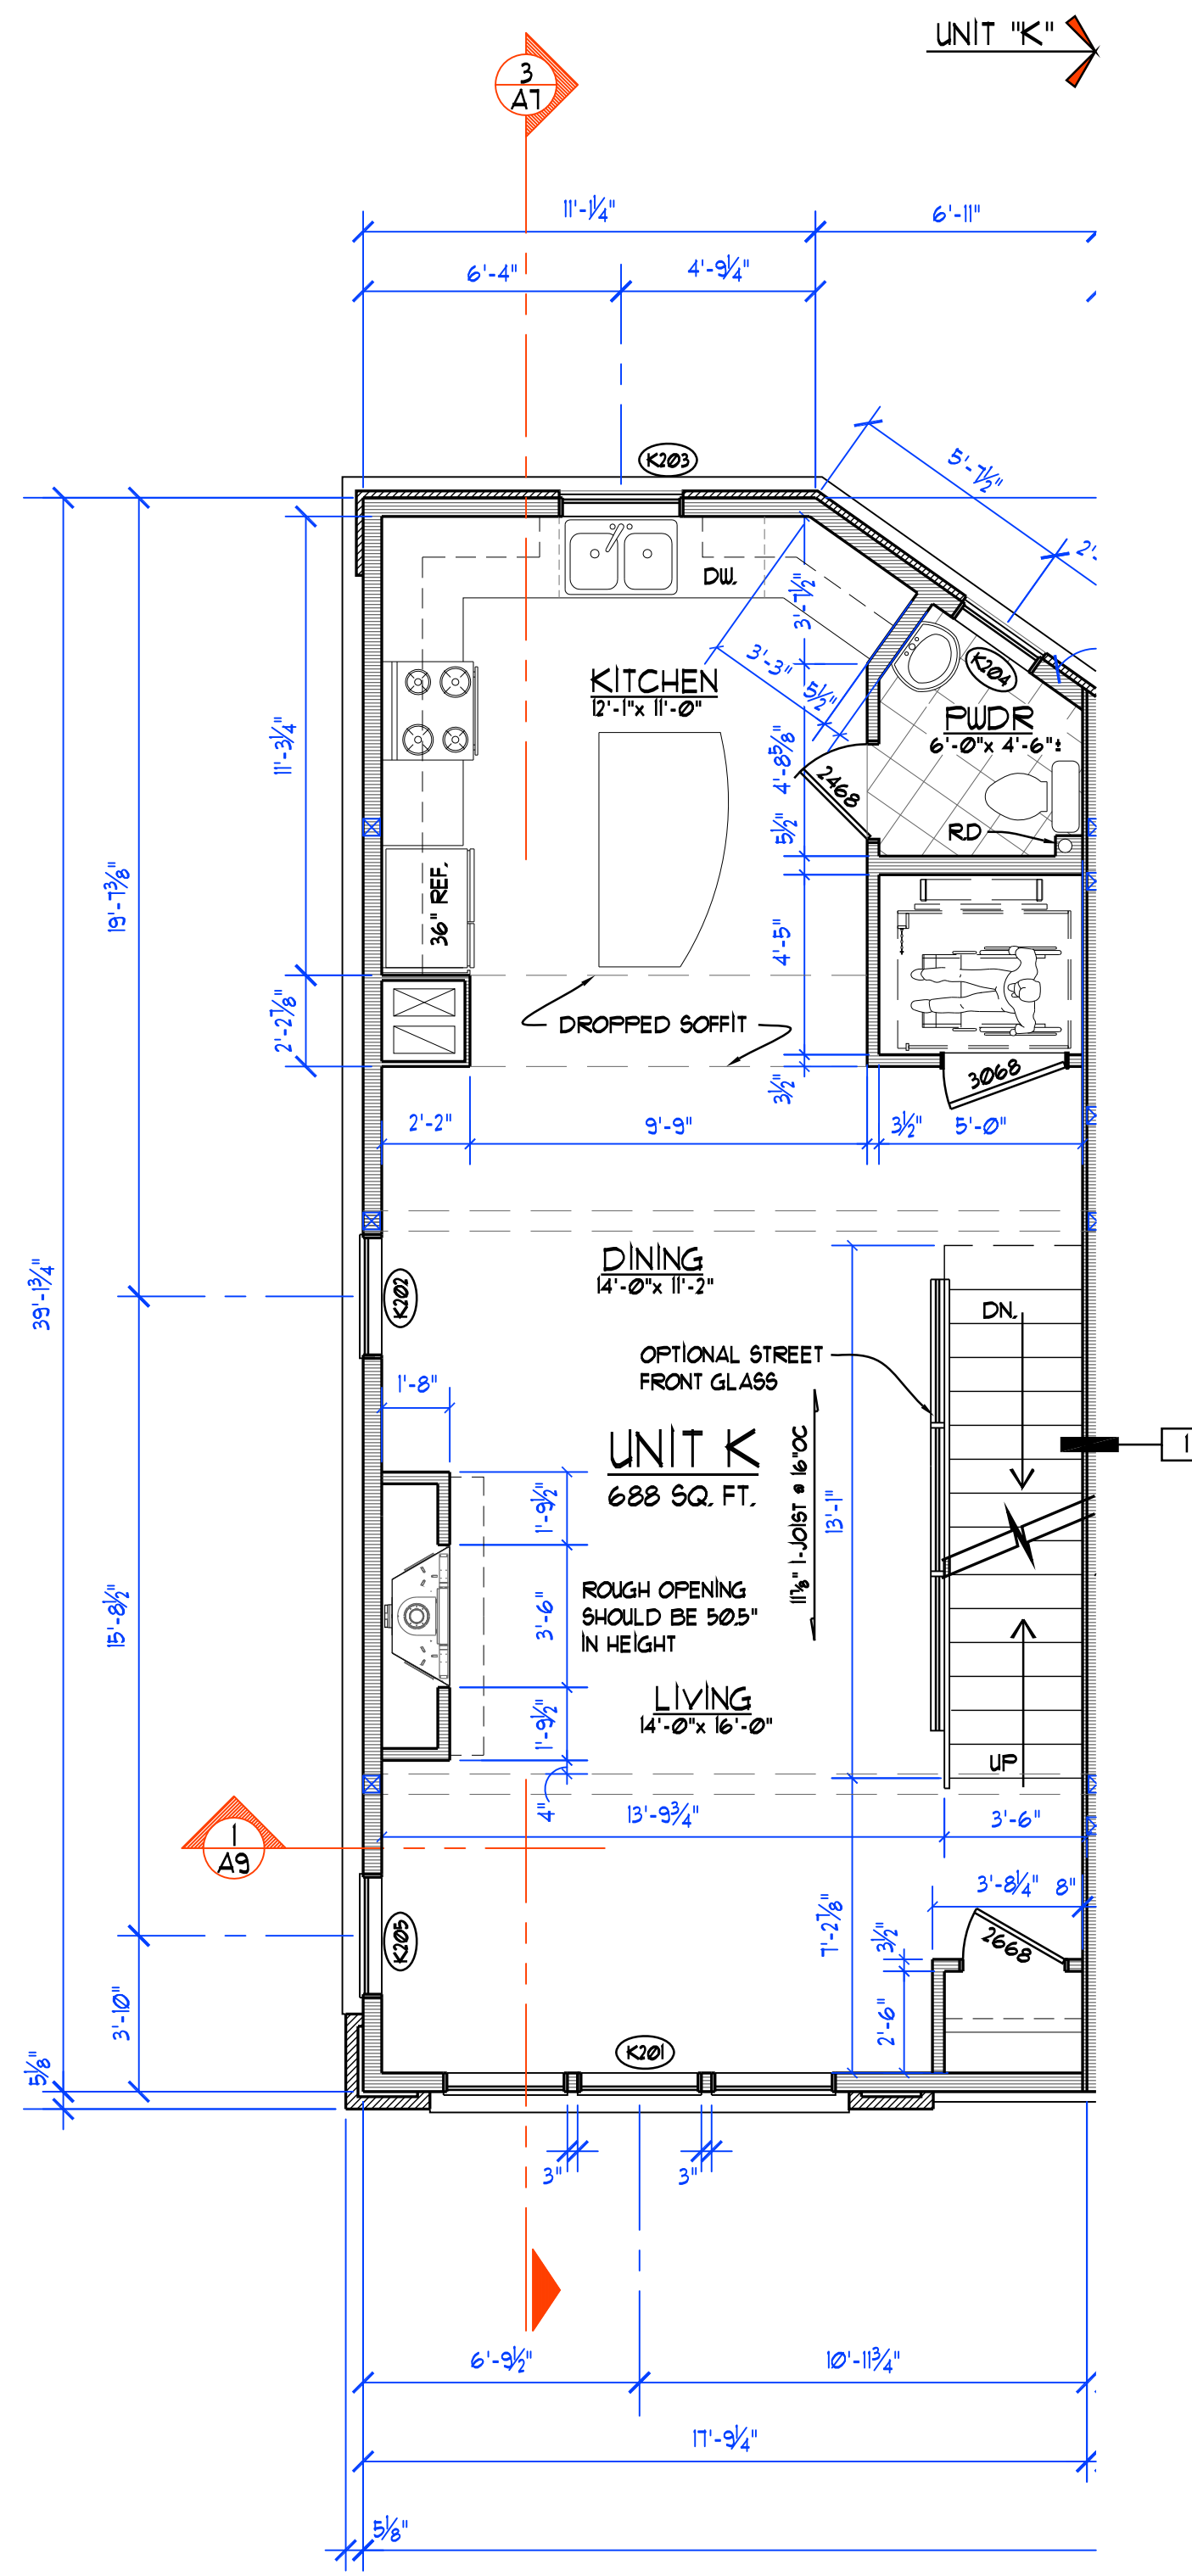 UNIT "K"
3
A7
11'-1¼"
6'-11"
6'-4"
4'-9¼"
K203
5'-7½"
DW.
3'-7½"
3'-3"
5½"
K204
KITCHEN
12'-1"x 11'-0"
PWDR
6'-0"x 4'-6"±
11'-3¼"
4'-8⅝"
2468
5½"
RD
19'-7⅜"
36" REF.
4'-5"
2'-2⅞"
DROPPED SOFFIT
3½"
3068
2'-2"
9'-9"
3½"
5'-0"
DINING
14'-0"x 11'-2"
K202
39'-1¾"
DN.
OPTIONAL STREET
FRONT GLASS
1'-8"
UNIT K
688 SQ. FT.
11⅞" I-JOIST @ 16"OC
13'-1"
1
1'-9½"
15'-8½"
3'-6"
ROUGH OPENING
SHOULD BE 50.5"
IN HEIGHT
1'-9½"
LIVING
14'-0"x 16'-0"
UP
4"
13'-9¾"
3'-6"
1
A9
3'-8¼"
8"
K205
7'-2⅞"
3½"
2668
3'-10"
2'-6"
K201
5⅛"
3"
3"
6'-9½"
10'-11¾"
17'-9¼"
5⅛"